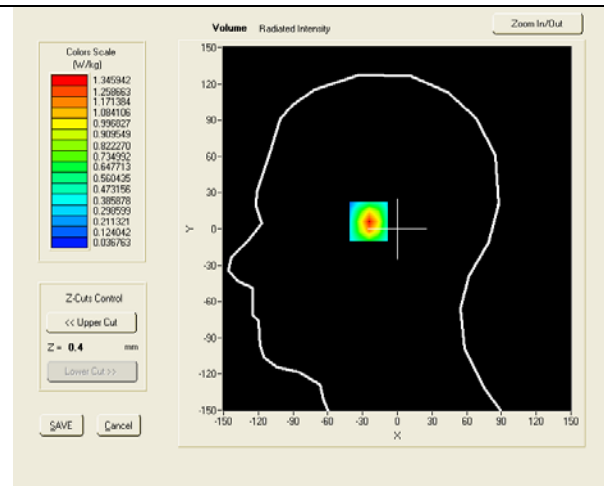 Volume Radiated Intensity
Zoom In/Out
Colors Scale
(W/kg)
1.345942
1.258663
1.171384
1.084106
0.996827
0.909549
0.822270
0.734992
0.647713
0.560435
0.473156
0.385878
0.298599
0.211321
0.124042
0.036763
Z-Cuts Control
<< Upper Cut
Z = 0.4 mm
Lower Cut >>
SAVE Cancel
150
120
90
60
30
0
-30
-60
-90
-120
-150
Y
-150 -120 -90 -60 -30 0 30 60 90 120 150
X